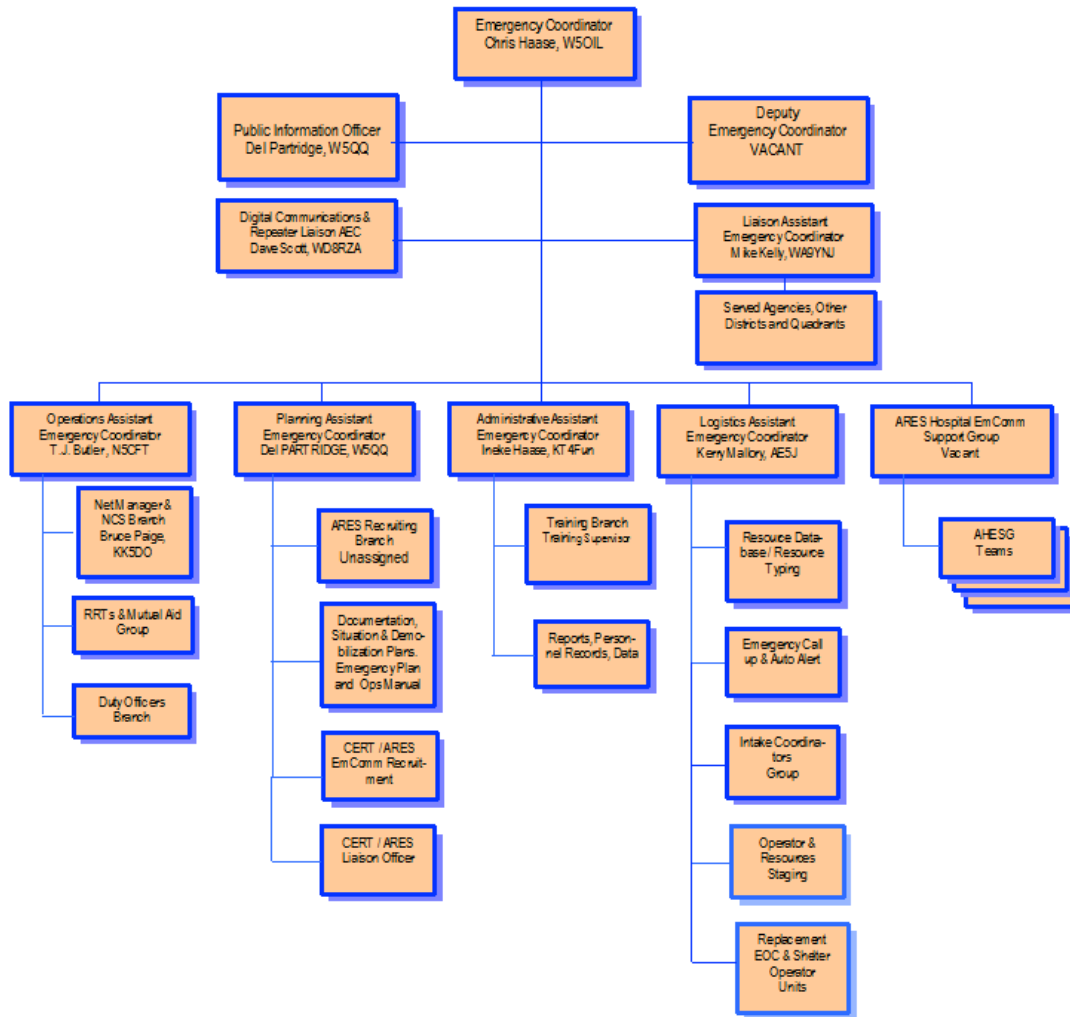 Emergency Coordinator
Chris Haase, W5OIL
Public Information Officer
Del Partridge, W5QQ
Deputy
Emergency Coordinator
VACANT
Digital Communications &
Repeater Liaison AEC
Dave Scott, WD8RZA
Liaison Assistant
Emergency Coordinator
Mike Kelly, WA9YNJ
Served Agencies, Other
Districts and Quadrants
Operations Assistant
Emergency Coordinator
T.J. Butler, N5CFT
Planning Assistant
Emergency Coordinator
Del PARTRIDGE, W5QQ
Administrative Assistant
Emergency Coordinator
Ineke Haase, KT4Fun
Logistics Assistant
Emergency Coordinator
Kerry Mallory, AE5J
ARES Hospital EmComm
Support Group
Vacant
Net Manager &
NCS Branch
Bruce Paige,
KK5DO
RRTs & Mutual Aid
Group
Duty Officers
Branch
ARES Recruiting
Branch
Unassigned
Documentation,
Situation & Demo-
bilization Plans.
Emergency Plan
and Ops Manual
CERT / ARES
EmComm Recruit-
ment
CERT / ARES
Liaison Officer
Training Branch
Training Supervisor
Reports, Person-
nel Records, Data
Resource Data-
base / Resource
Typing
Emergency Call
up & Auto Alert
Intake Coordina-
tors
Group
Operator &
Resources
Staging
Replacement
EOC & Shelter
Operator
Units
AHESG
Teams